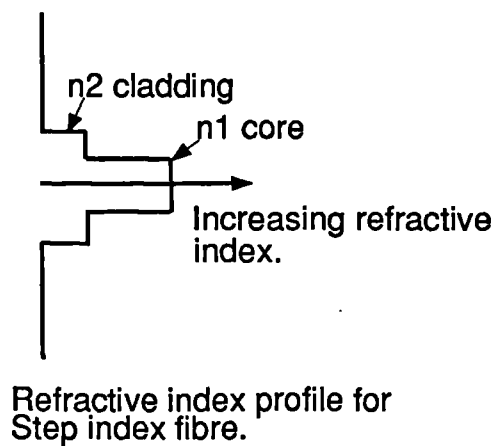 n2 cladding
n1 core
Increasing refractive
index.
Refractive index profile for
Step index fibre.